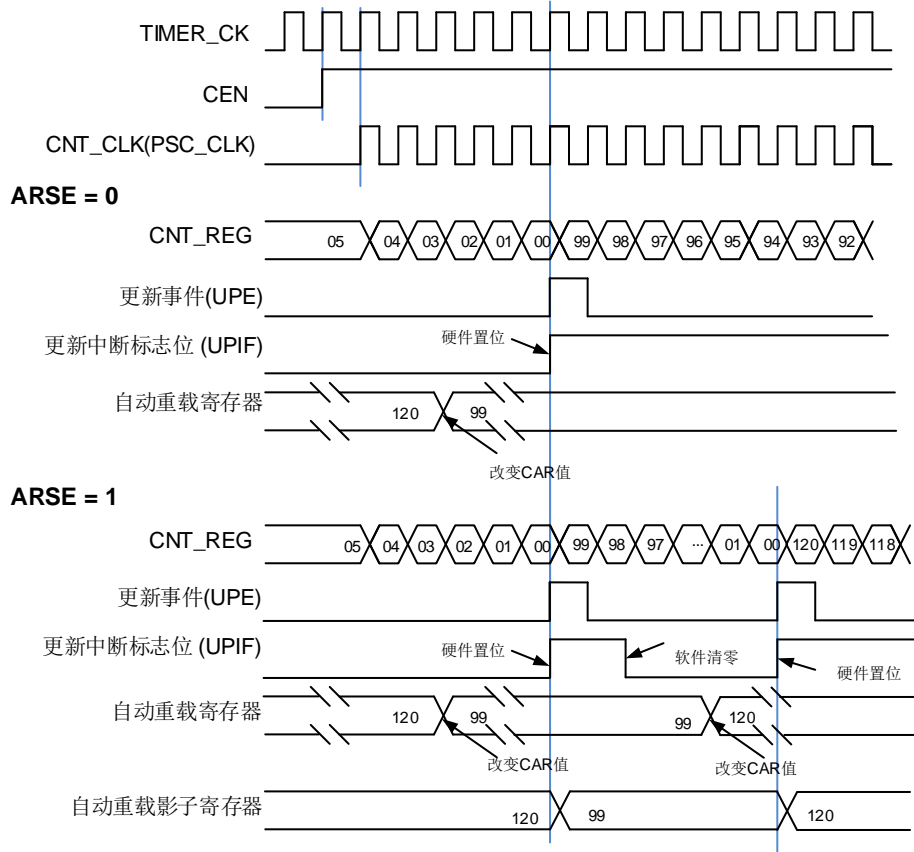 TIMER_CK
CEN
CNT_CLK(PSC_CLK)
ARSE = 0
CNT_REG 05 04 03 02 01 00 99 98 97 96 95 94 93 92
更新事件(UPE)
更新中断标志位 (UPIF) 硬件置位
自动重载寄存器 120 99
改变CAR值
ARSE = 1
CNT_REG 05 04 03 02 01 00 99 98 97 ... 01 00 120 119 118
更新事件(UPE)
更新中断标志位 (UPIF) 硬件置位 软件清零 硬件置位
自动重载寄存器 120 99 99 120
改变CAR值 改变CAR值
自动重载影子寄存器 120 99 120